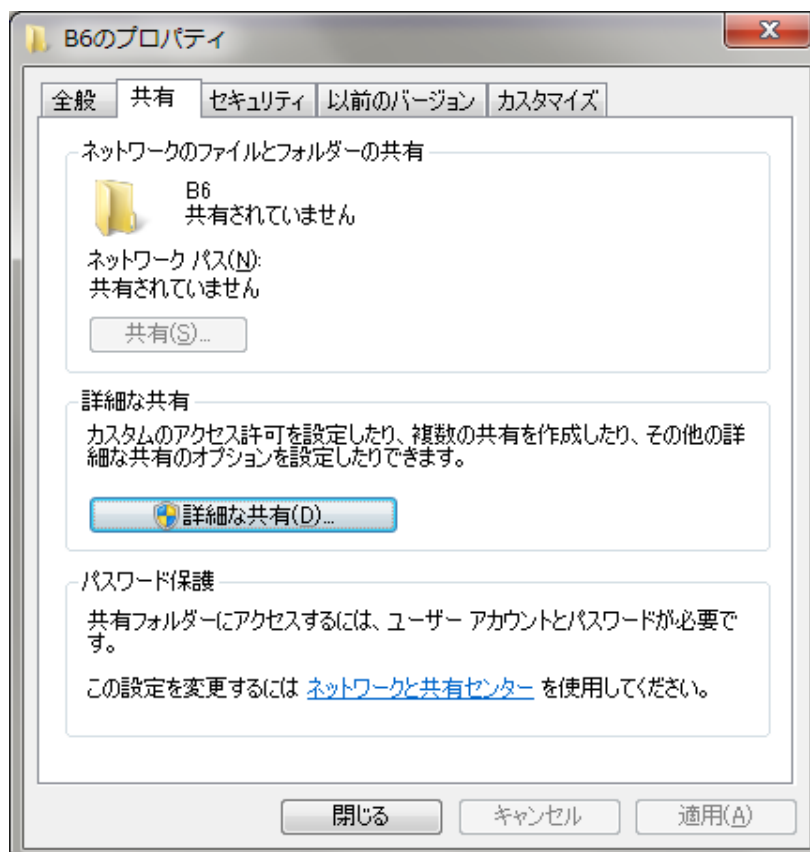 B6のプロパティ
全般 共有 セキュリティ 以前のバージョン カスタマイズ
ネットワークのファイルとフォルダーの共有
B6
共有されていません
ネットワーク パス(N):
共有されていません
共有(S)...
詳細な共有
カスタムのアクセス許可を設定したり、複数の共有を作成したり、その他の詳
細な共有のオプションを設定したりできます。
詳細な共有(D)...
パスワード保護
共有フォルダーにアクセスするには、ユーザー アカウントとパスワードが必要で
す。
この設定を変更するには ネットワークと共有センター を使用してください。
閉じる キャンセル 適用(A)